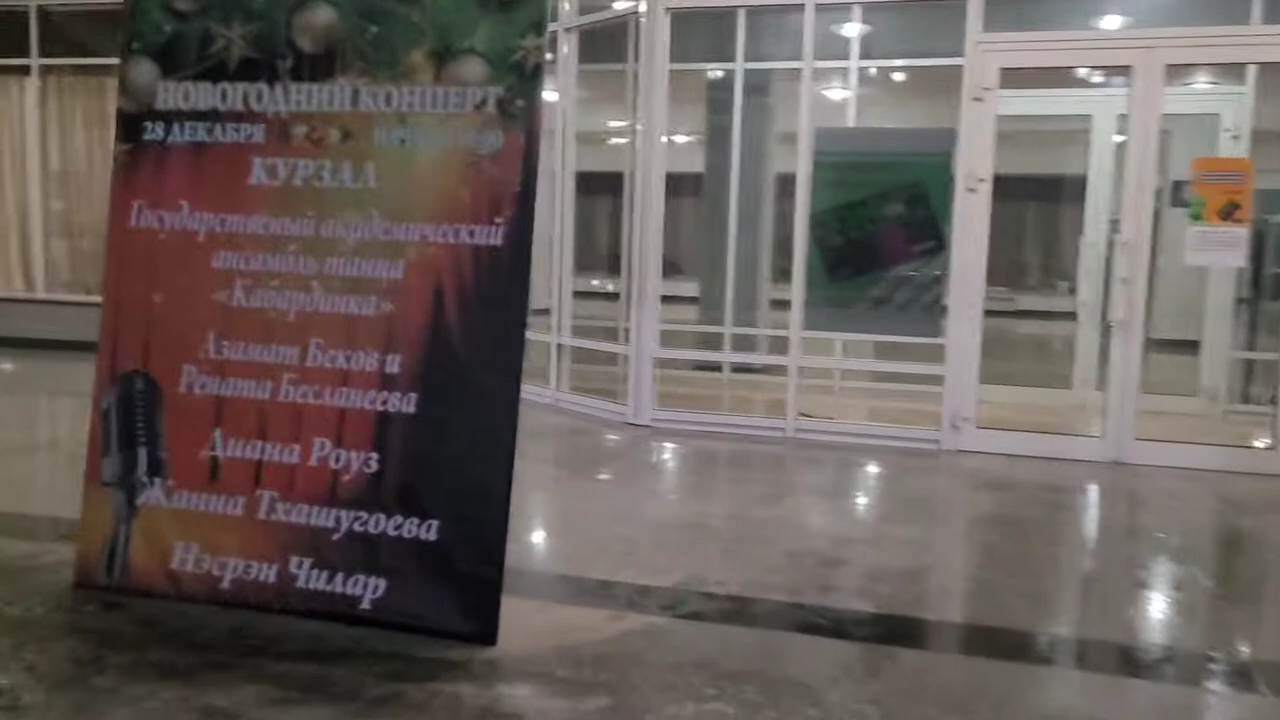 НОВОГОДНИЙ КОНЦЕРТ
28 ДЕКАБРЯ
КУРЗАЛ
Государственый академический
ансамбль танца
«Кабардинка»
Азамат Беков и
Рената Бесланеева
Диана Роуз
Жанна Тхашугоева
Нэсрэн Чилар